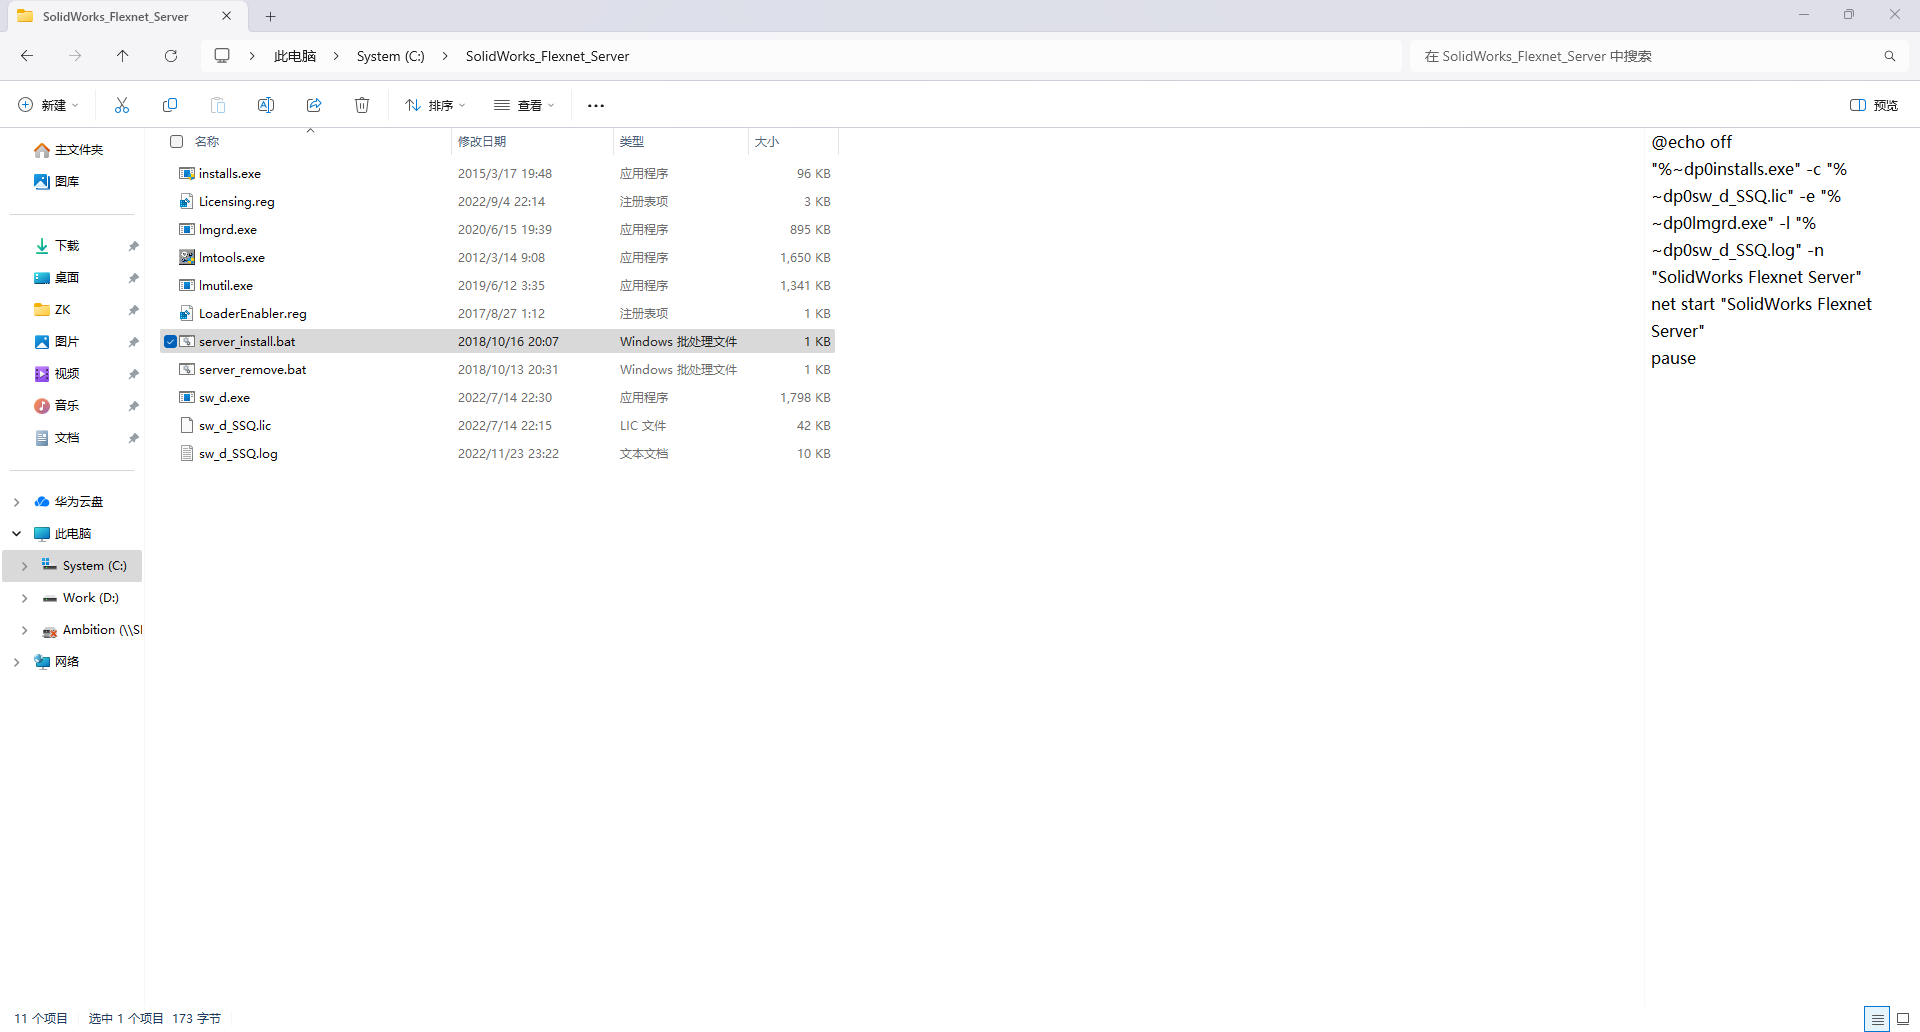 SolidWorks_Flexnet_Server
此电脑 System (C:) SolidWorks_Flexnet_Server
在 SolidWorks_Flexnet_Server 中搜索
新建 排序 查看 预览
主文件夹
图库
下载
桌面
ZK
图片
视频
音乐
文档
华为云盘
此电脑
System (C:)
Work (D:)
Ambition (\\SI
网络
名称 修改日期 类型 大小
installs.exe 2015/3/17 19:48 应用程序 96 KB
Licensing.reg 2022/9/4 22:14 注册表项 3 KB
lmgrd.exe 2020/6/15 19:39 应用程序 895 KB
lmtools.exe 2012/3/14 9:08 应用程序 1,650 KB
lmutil.exe 2019/6/12 3:35 应用程序 1,341 KB
LoaderEnabler.reg 2017/8/27 1:12 注册表项 1 KB
server_install.bat 2018/10/16 20:07 Windows 批处理文件 1 KB
server_remove.bat 2018/10/13 20:31 Windows 批处理文件 1 KB
sw_d.exe 2022/7/14 22:30 应用程序 1,798 KB
sw_d_SSQ.lic 2022/7/14 22:15 LIC 文件 42 KB
sw_d_SSQ.log 2022/11/23 23:22 文本文档 10 KB
@echo off
"%~dp0installs.exe" -c "%
~dp0sw_d_SSQ.lic" -e "%
~dp0lmgrd.exe" -l "%
~dp0sw_d_SSQ.log" -n
"SolidWorks Flexnet Server"
net start "SolidWorks Flexnet
Server"
pause
11 个项目 选中 1 个项目 173 字节